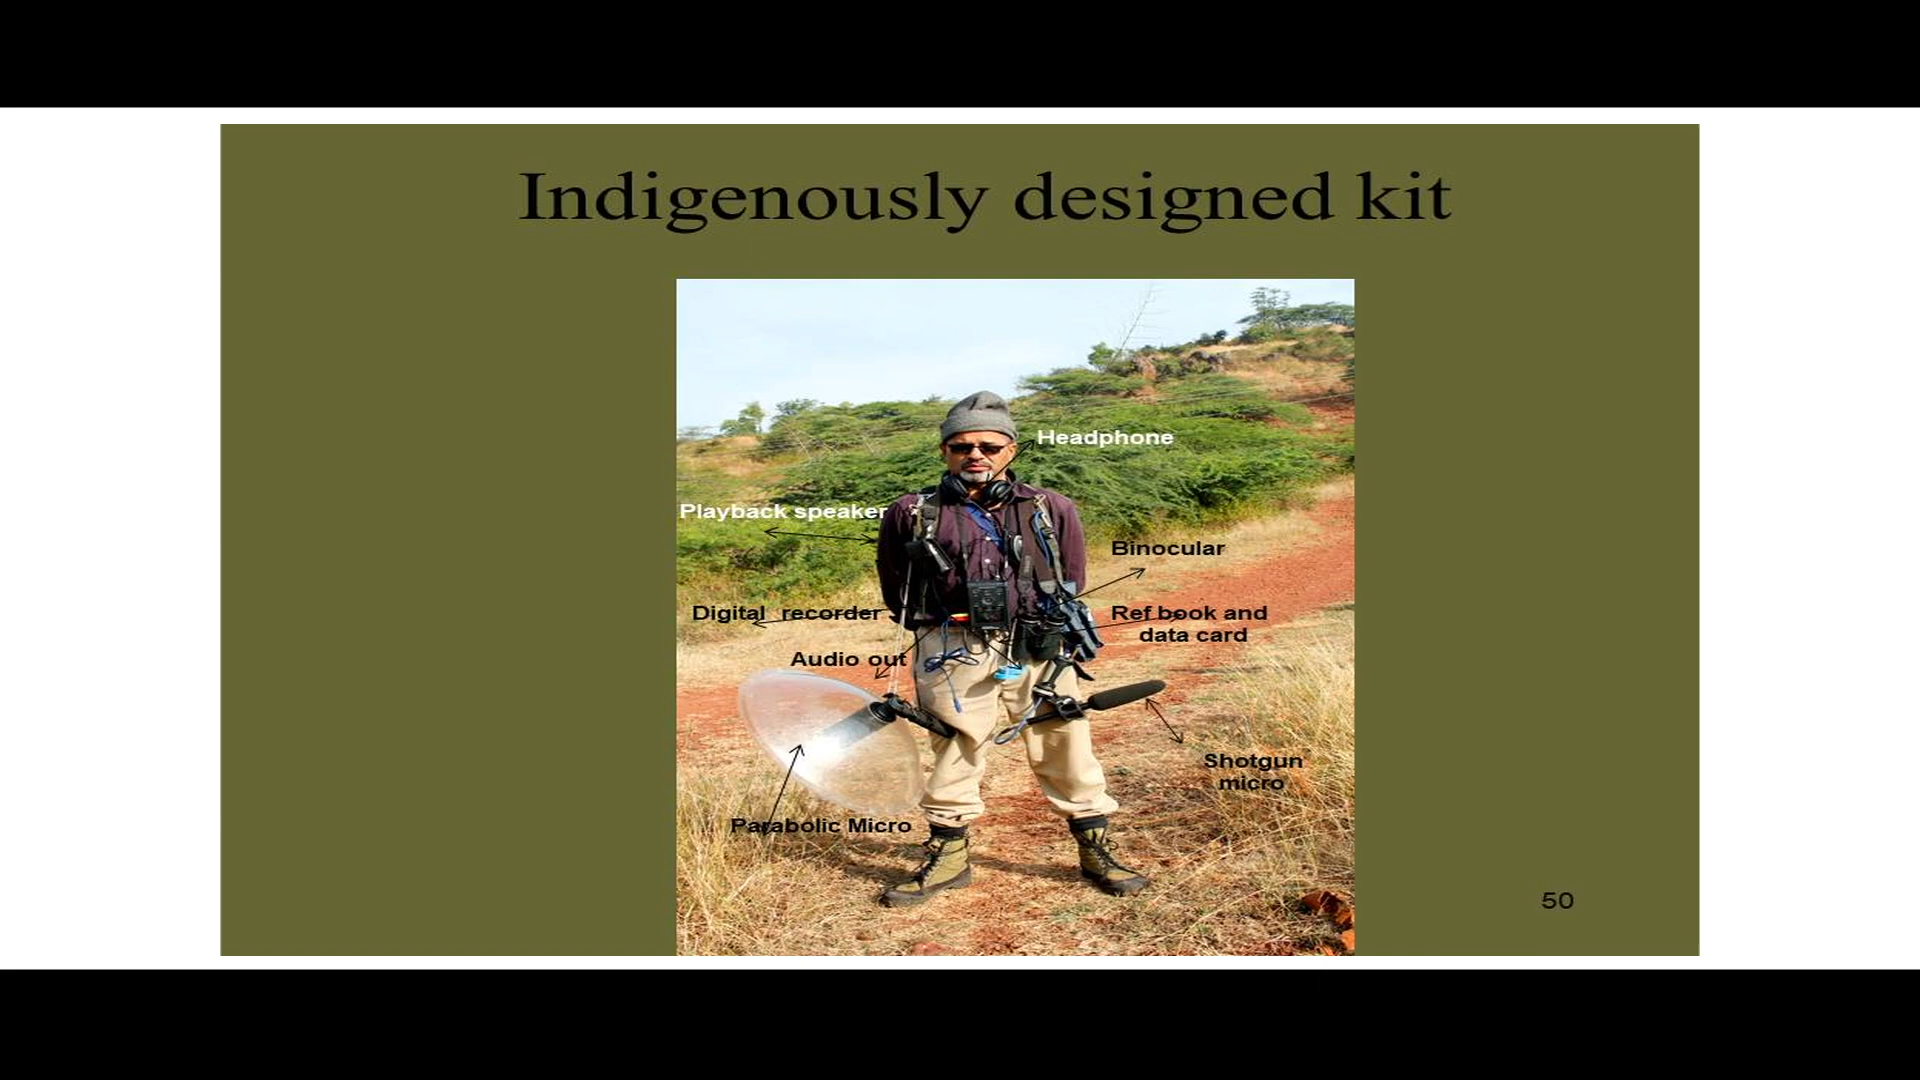 Indigenously designed kit
Headphone
Playback speaker
Binocular
Digital recorder
Ref book and
data card
Audio out
Shotgun
micro
Parabolic Micro
50